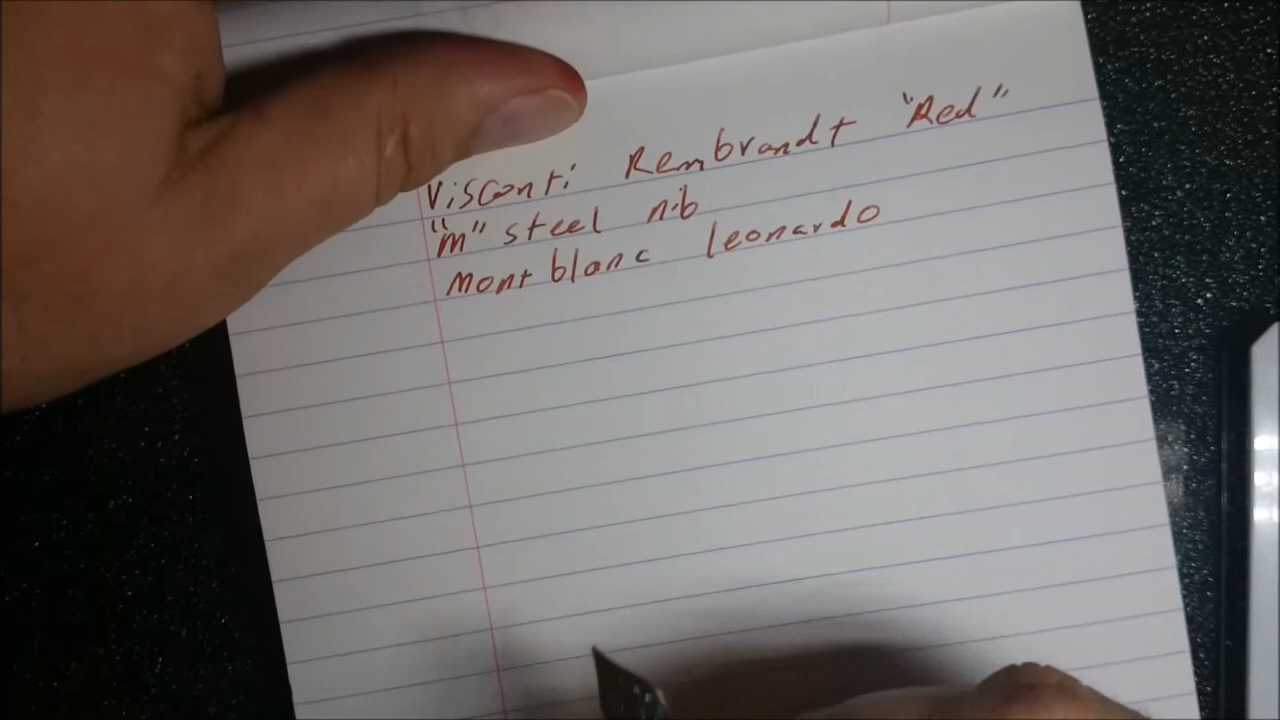 Visconti Rembrandt "Red"
"m" steel nib
mont blanc leonardo